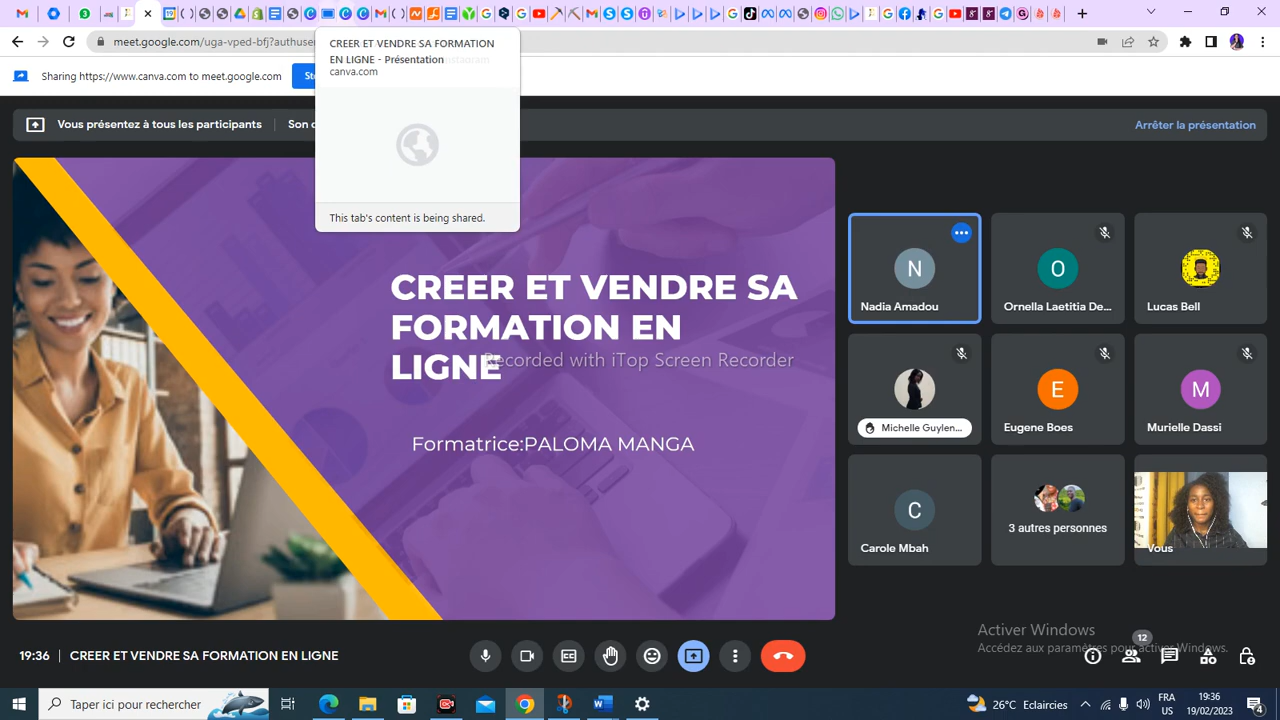 meet.google.com/uga-vped-bfj?authuser
CREER ET VENDRE SA FORMATION
EN LIGNE - Présentation
canva.com
Sharing https://www.canva.com to meet.google.com
This tab's content is being shared.
Vous présentez à tous les participants
Arrêter la présentation
CREER ET VENDRE SA
FORMATION EN
LIGNE
Recorded with iTop Screen Recorder
Formatrice:PALOMA MANGA
N
Nadia Amadou
O
Ornella Laetitia De...
Lucas Bell
Michelle Guylen...
E
Eugene Boes
M
Murielle Dassi
C
Carole Mbah
3 autres personnes
Vous
19:36 | CREER ET VENDRE SA FORMATION EN LIGNE
Activer Windows
Accédez aux paramètres pour activer Windows.
12
Taper ici pour rechercher
26°C Eclaircies
FRA
US
19:36
19/02/2023
4